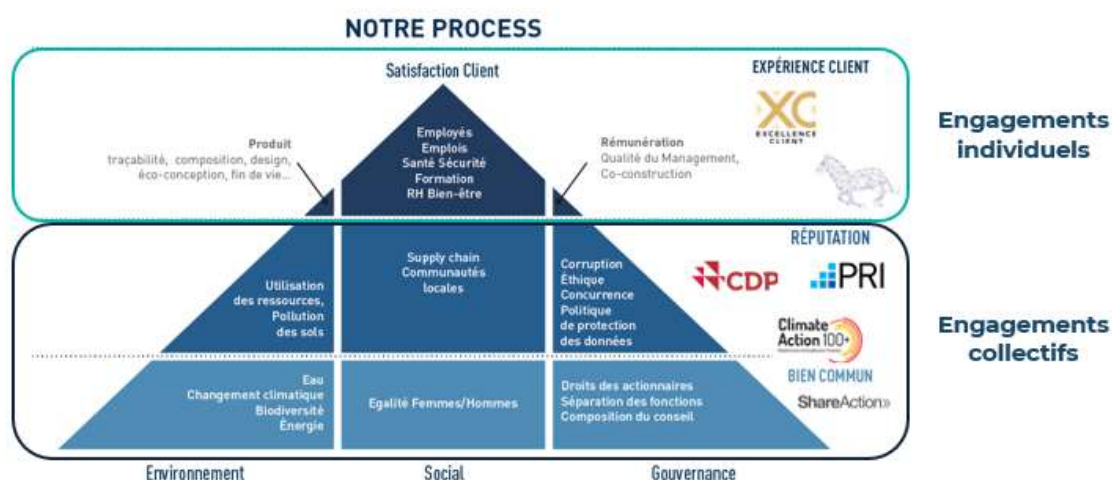 NOTRE PROCESS
Satisfaction Client
EXPÉRIENCE CLIENT
XC
EXCELLENCE
CLIENT
Engagements
individuels
Produit
traçabilité, composition, design,
éco-conception, fin de vie...
Employés
Emplois
Santé Sécurité
Formation
RH Bien-être
Rémunération
Qualité du Management,
Co-construction
RÉPUTATION
CDP
PRI
Utilisation
des ressources,
Pollution
des sols
Supply chain
Communautés
locales
Corruption
Éthique
Concurrence
Politique
de protection
des données
Climate
Action 100+
Engagements
collectifs
BIEN COMMUN
ShareAction»
Eau
Changement climatique
Biodiversité
Énergie
Egalité Femmes/Hommes
Droits des actionnaires
Séparation des fonctions
Composition du conseil
Environnement
Social
Gouvernance